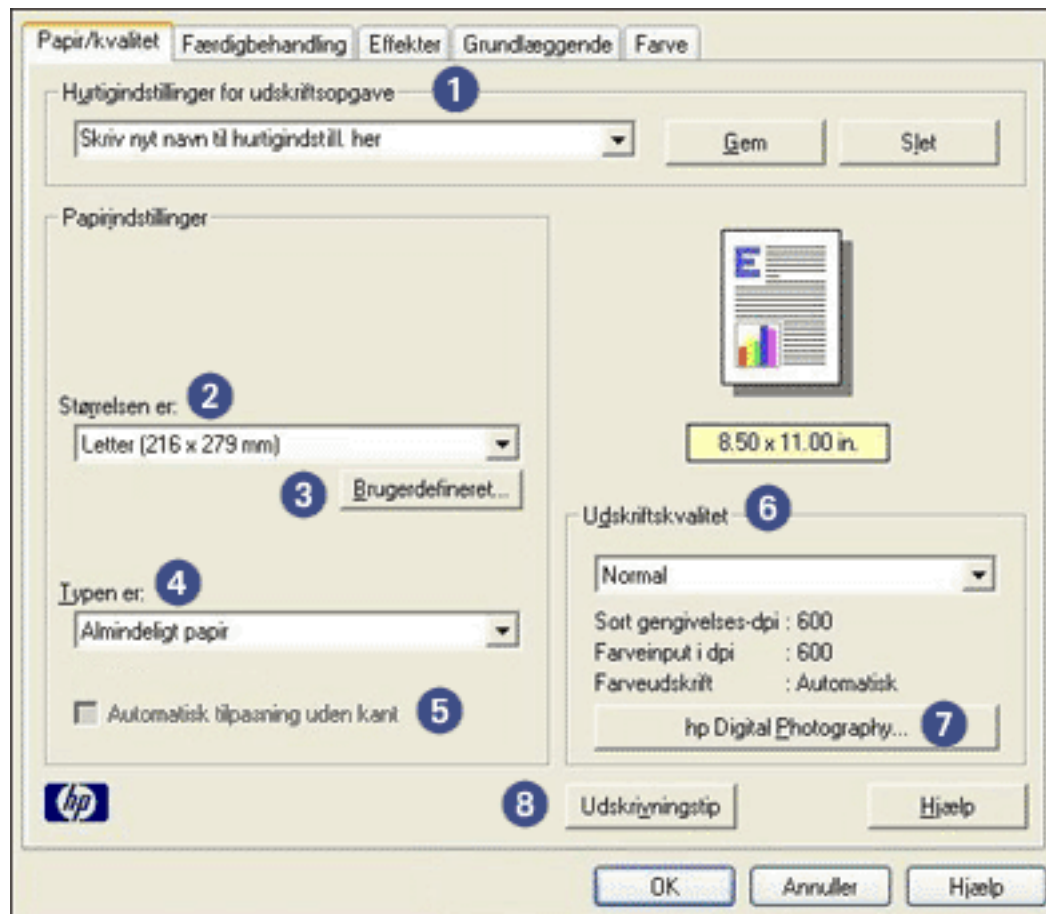 Papir/kvalitet Færdigbehandling Effekter Grundlæggende Farve
Hurtigindstillinger for udskriftsopgave 1
Skriv nyt navn til hurtigindstill. her Gem Slet
Papirindstillinger
E
Størrelsen er: 2
Letter (216 x 279 mm) 8.50 x 11.00 in.
3 Brugerdefineret...
Udskriftskvalitet 6
Typen er: 4
Normal
Almindeligt papir
Sort gengivelses-dpi : 600
Farveinput i dpi : 600
Farveudskrift : Automatisk
Automatisk tilpasning uden kant 5
hp Digital Photography... 7
hp
8 Udskrivningstip Hjælp
OK Annuller Hjælp